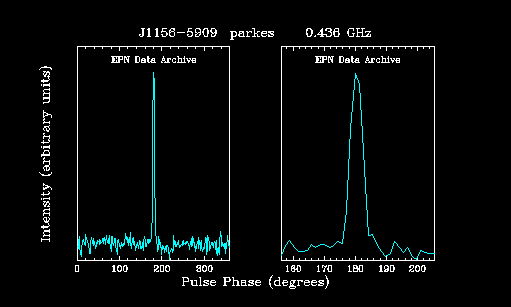 J1156-5909 parkes 0.436 GHz
EPN Data Archive
EPN Data Archive
Intensity (arbitrary units)
0 100 200 300
160 170 180 190 200
Pulse Phase (degrees)